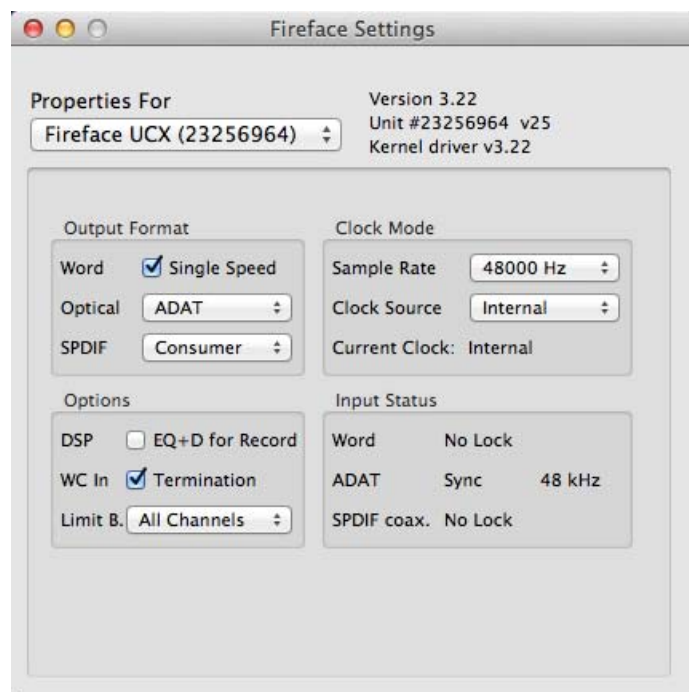 Fireface Settings
Properties For
Fireface UCX (23256964)
Version 3.22
Unit #23256964 v25
Kernel driver v3.22
Output Format
Word Single Speed
Optical ADAT
SPDIF Consumer
Clock Mode
Sample Rate 48000 Hz
Clock Source Internal
Current Clock: Internal
Options
DSP EQ+D for Record
WC In Termination
Limit B. All Channels
Input Status
Word No Lock
ADAT Sync 48 kHz
SPDIF coax. No Lock